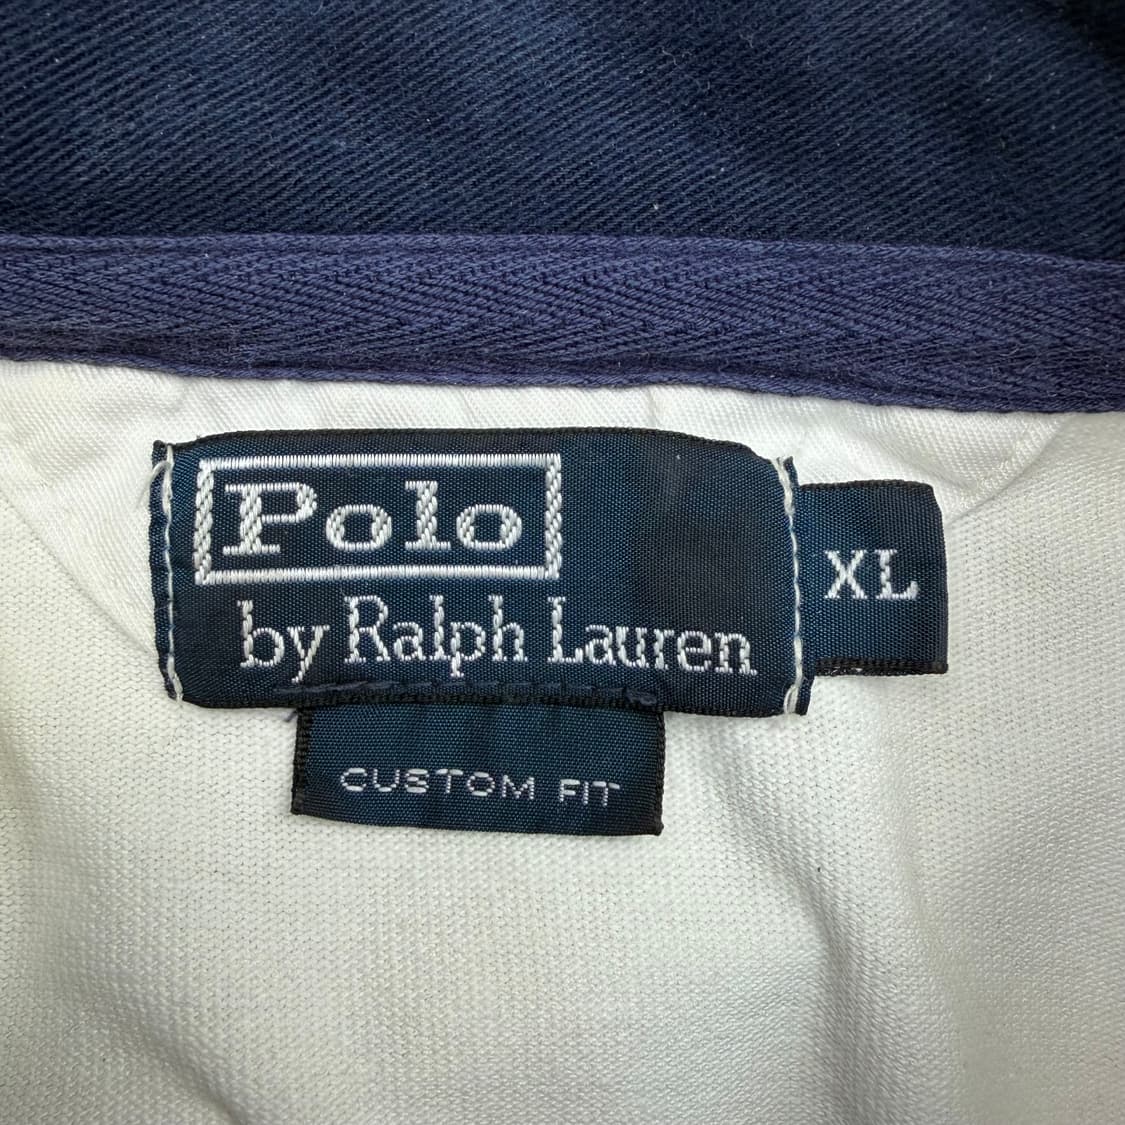 Polo
by Ralph Lauren
XL
CUSTOM FIT